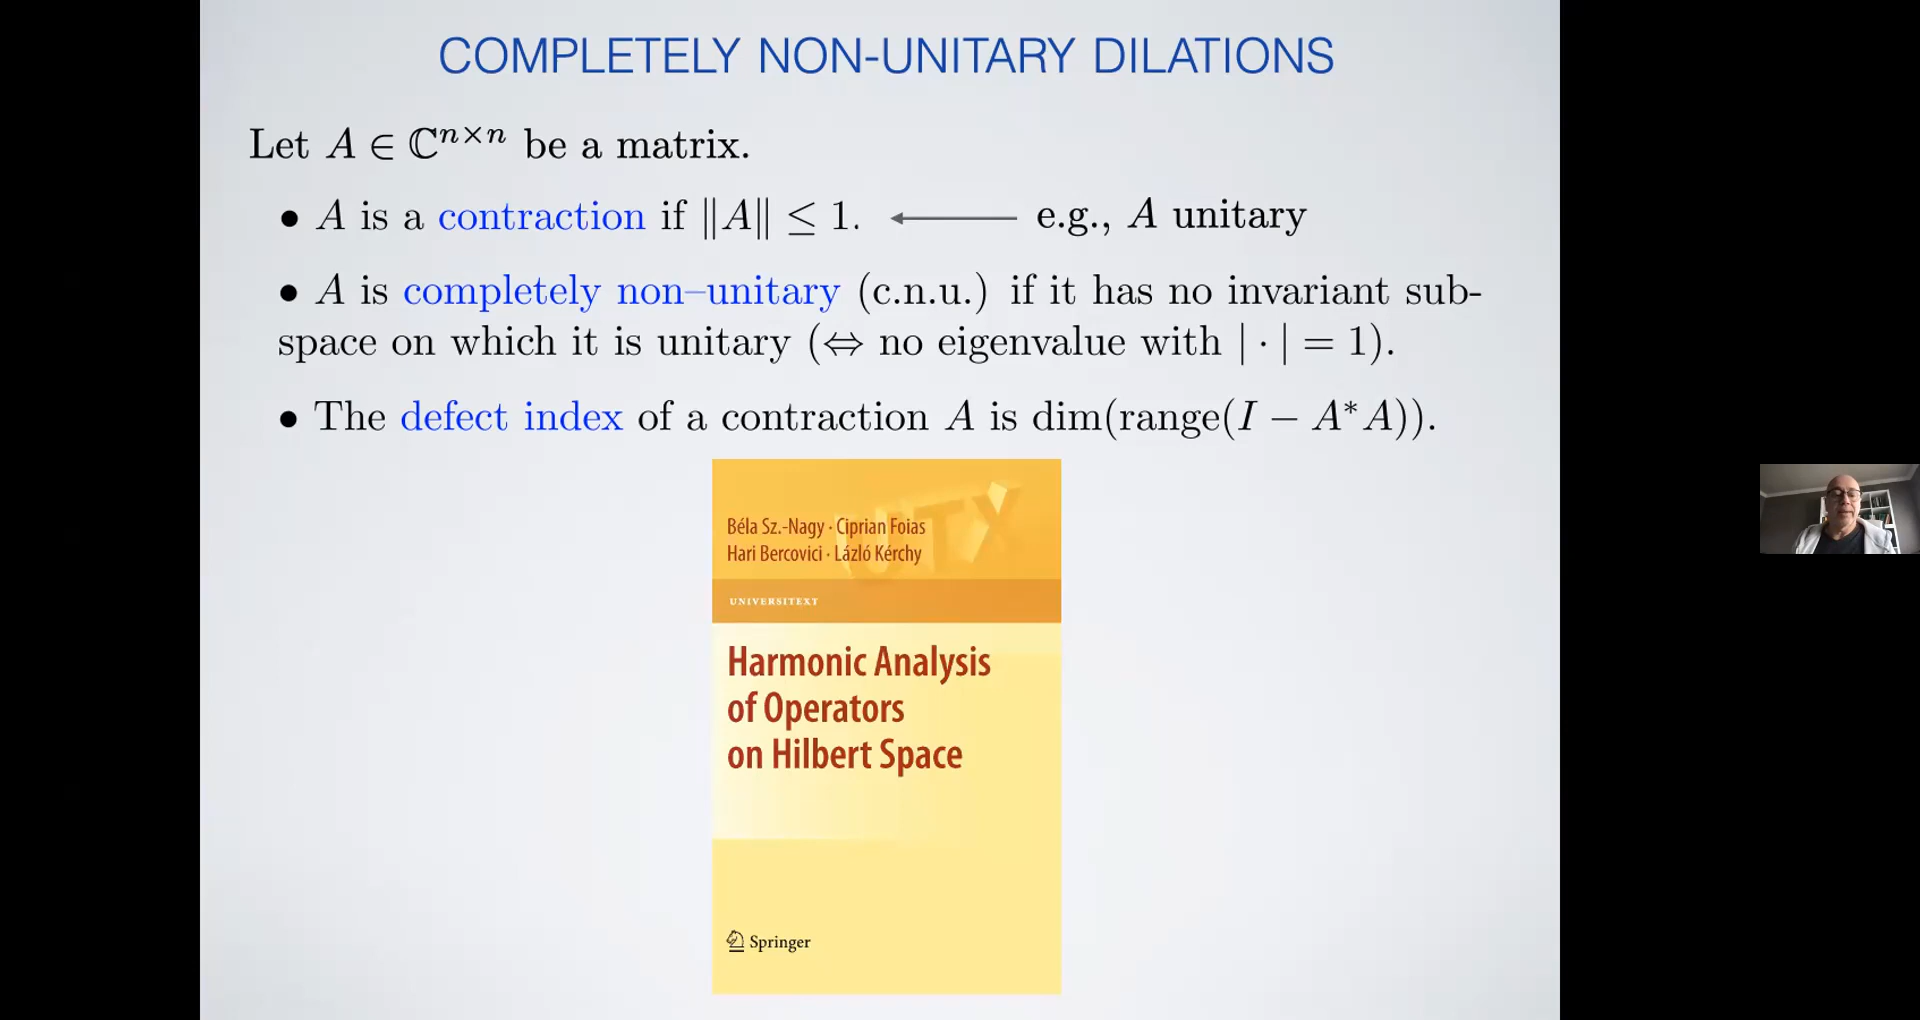 COMPLETELY NON-UNITARY DILATIONS
Let A ∈ ℂⁿˣⁿ be a matrix.
• A is a contraction if ‖A‖ ≤ 1. ← e.g., A unitary
• A is completely non–unitary (c.n.u.) if it has no invariant sub-
space on which it is unitary (⇔ no eigenvalue with | · | = 1).
• The defect index of a contraction A is dim(range(I − A*A)).
UTX
Béla Sz.-Nagy · Ciprian Foias
Hari Bercovici · Lázló Kérchy
UNIVERSITEXT
Harmonic Analysis
of Operators
on Hilbert Space
Springer